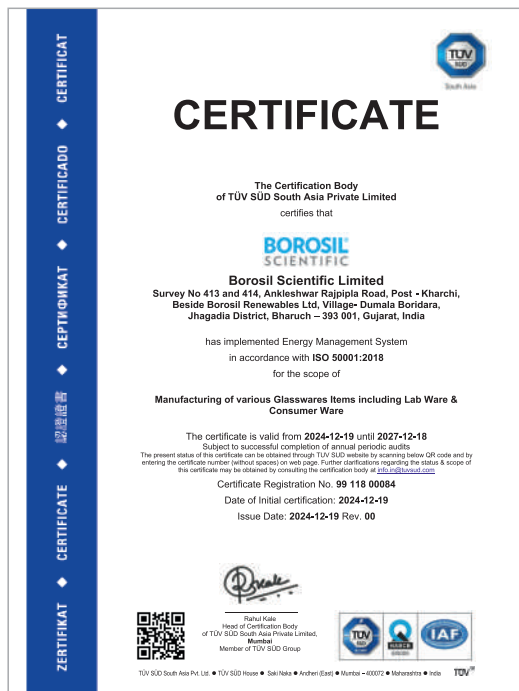 TÜV
SÜD
South Asia
CERTIFICATE
The Certification Body
of TÜV SÜD South Asia Private Limited
certifies that
BOROSIL
SCIENTIFIC
Borosil Scientific Limited
Survey No 413 and 414, Ankleshwar Rajpipla Road, Post - Kharchi,
Beside Borosil Renewables Ltd, Village- Dumala Boridara,
Jhagadia District, Bharuch – 393 001, Gujarat, India
has implemented Energy Management System
in accordance with ISO 50001:2018
for the scope of
Manufacturing of various Glasswares Items including Lab Ware &
Consumer Ware
The certificate is valid from 2024-12-19 until 2027-12-18
Subject to successful completion of annual periodic audits
The present status of this certificate can be obtained through TUV SUD website by scanning below QR code and by
entering the certificate number (without spaces) on web page. Further clarifications regarding the status & scope of
this certificate may be obtained by consulting the certification body at info.in@tuvsud.com
Certificate Registration No. 99 118 00084
Date of Initial certification: 2024-12-19
Issue Date: 2024-12-19 Rev. 00
Rahul Kale
Head of Certification Body
of TÜV SÜD South Asia Private Limited,
Mumbai
Member of TÜV SÜD Group
TÜV
SÜD
NABCB
IAF
TÜV SÜD South Asia Pvt. Ltd. ● TÜV SÜD House ● Saki Naka ● Andheri (East) ● Mumbai – 400072 ● Maharashtra ● India
TÜV
ZERTIFIKAT ◆ CERTIFICATE ◆ 認證證書 ◆ СЕРТИФИКАТ ◆ CERTIFICADO ◆ CERTIFICAT